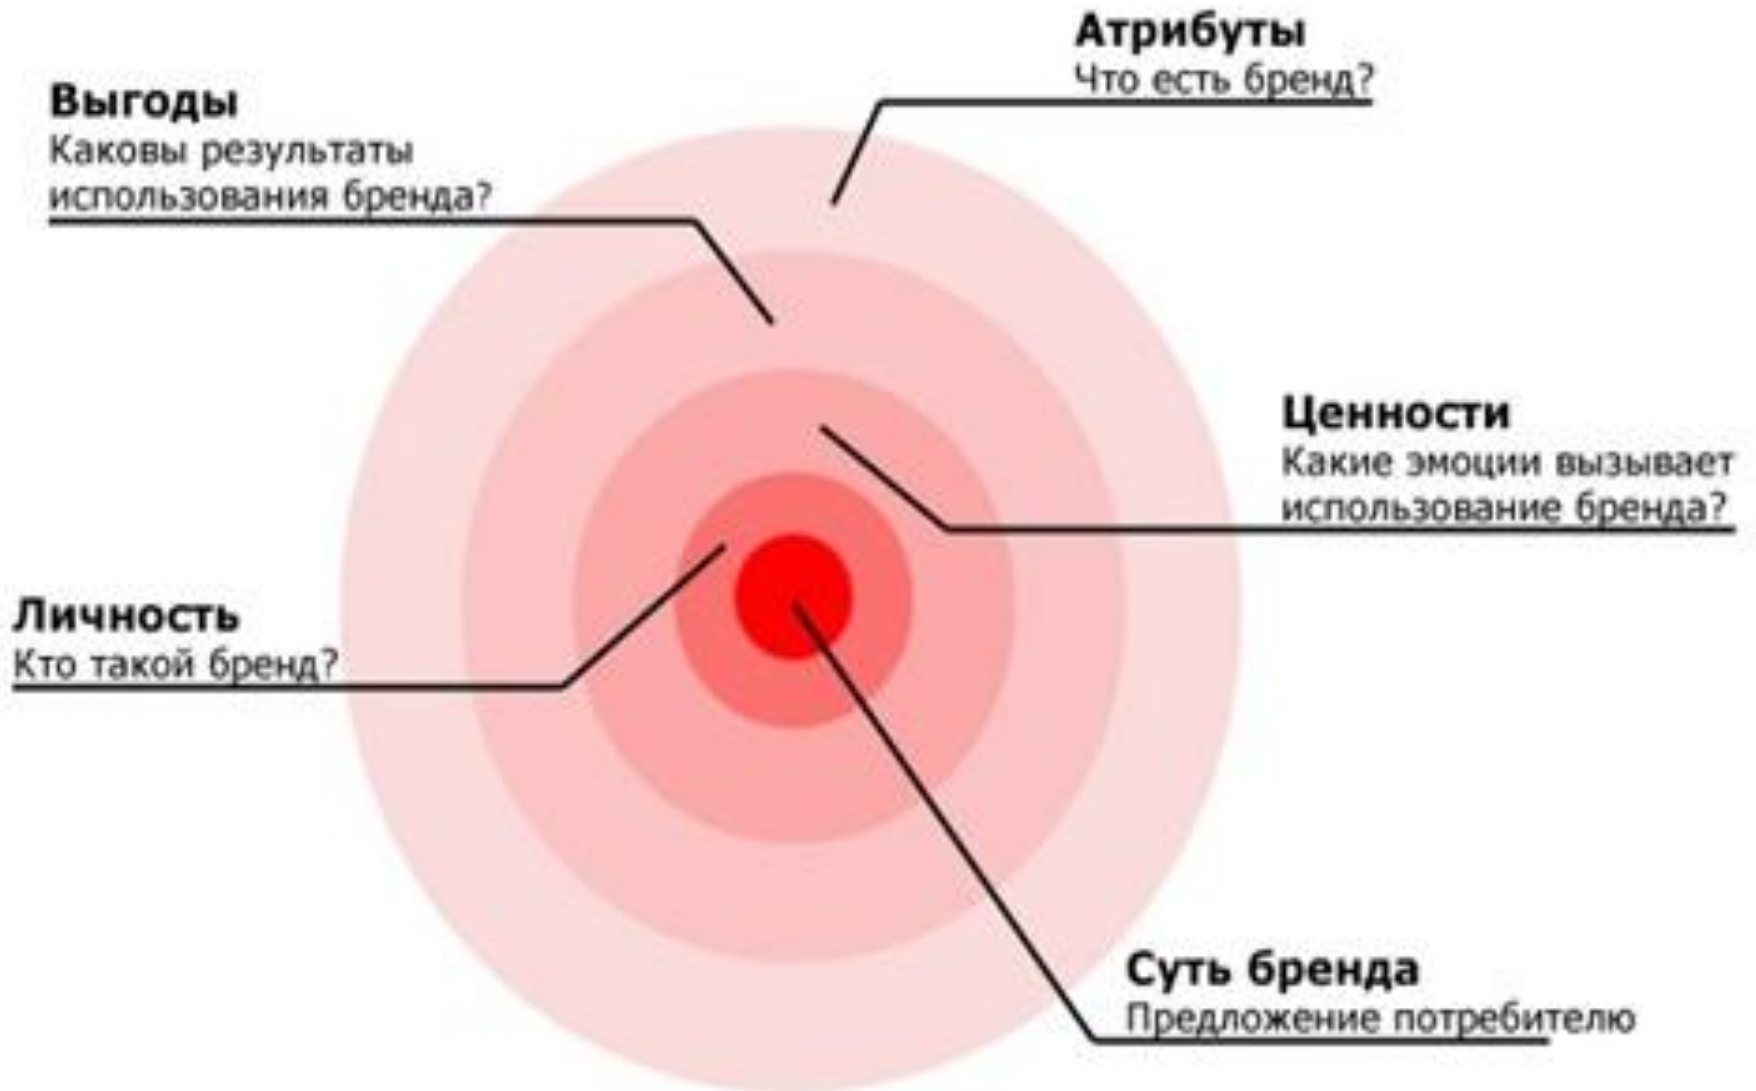 Атрибуты
Что есть бренд?
Выгоды
Каковы результаты
использования бренда?
Ценности
Какие эмоции вызывает
использование бренда?
Личность
Кто такой бренд?
Суть бренда
Предложение потребителю